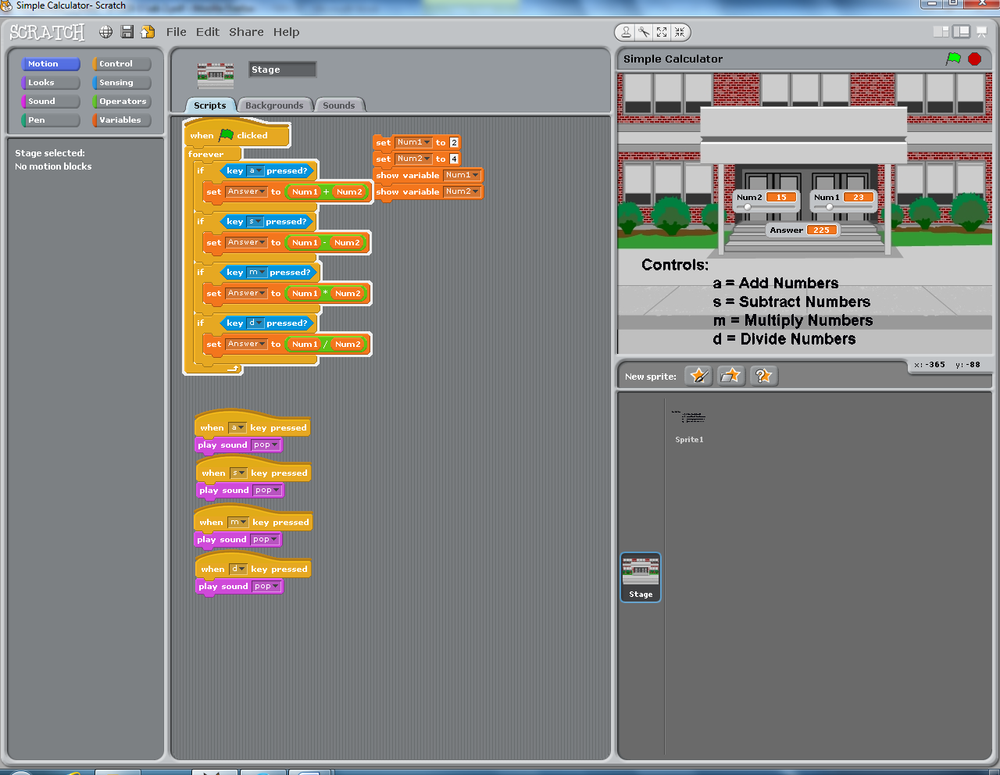 Simple Calculator- Scratch
SCRATCH File Edit Share Help
Motion Control
Looks Sensing
Sound Operators
Pen Variables
Stage selected:
No motion blocks
Stage
Scripts Backgrounds Sounds
when clicked
forever
if key a pressed?
set Answer to Num1 + Num2
if key s pressed?
set Answer to Num1 - Num2
if key m pressed?
set Answer to Num1 * Num2
if key d pressed?
set Answer to Num1 / Num2
set Num1 to 2
set Num2 to 4
show variable Num1
show variable Num2
when a key pressed
play sound pop
when s key pressed
play sound pop
when m key pressed
play sound pop
when d key pressed
play sound pop
Simple Calculator
Num2 15 Num1 23
Answer 225
Controls:
a = Add Numbers
s = Subtract Numbers
m = Multiply Numbers
d = Divide Numbers
x: -365 y: -88
New sprite:
Sprite1
Stage